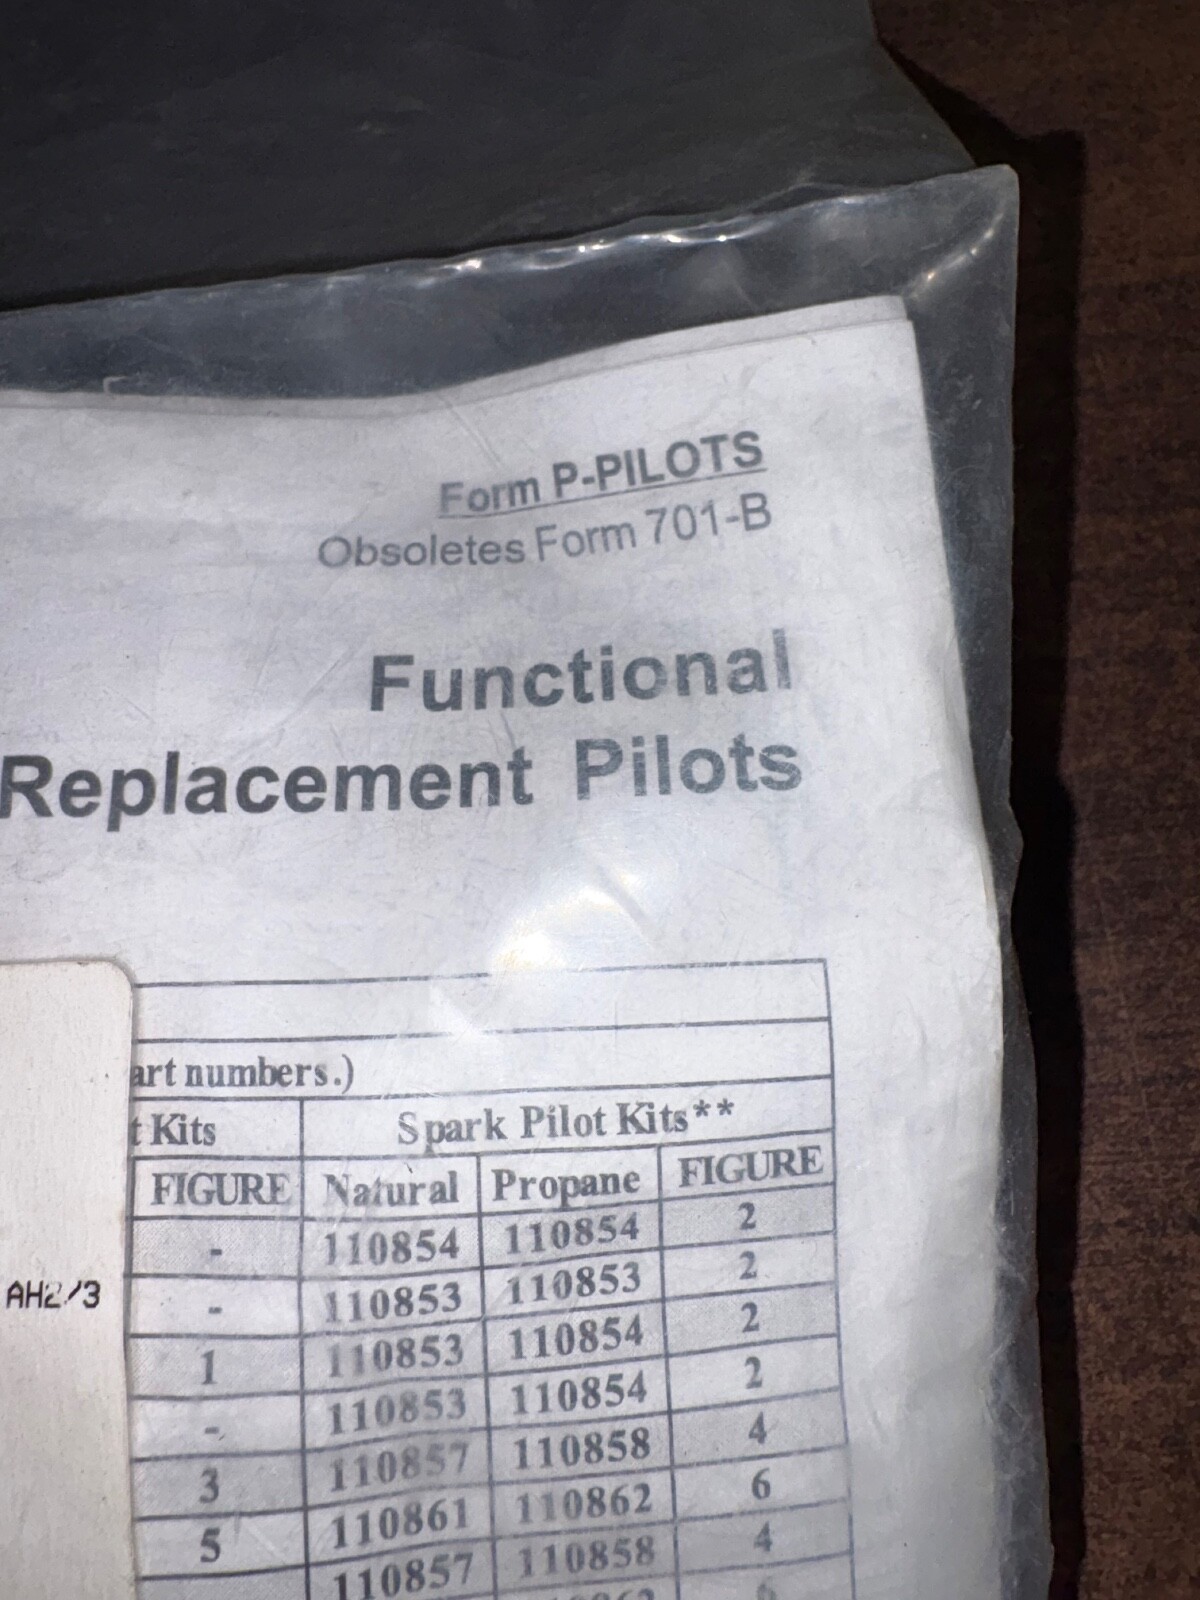 Form P-PILOTS
Obsoletes Form 701-B
Functional
Replacement Pilots
art numbers.)
t Kits Spark Pilot Kits**
FIGURE Natural Propane FIGURE
- 110854 110854 2
- 110853 110853 2
1 110853 110854 2
- 110853 110854 2
3 110857 110858 4
5 110861 110862 6
110857 110858 4
6
AH2/3